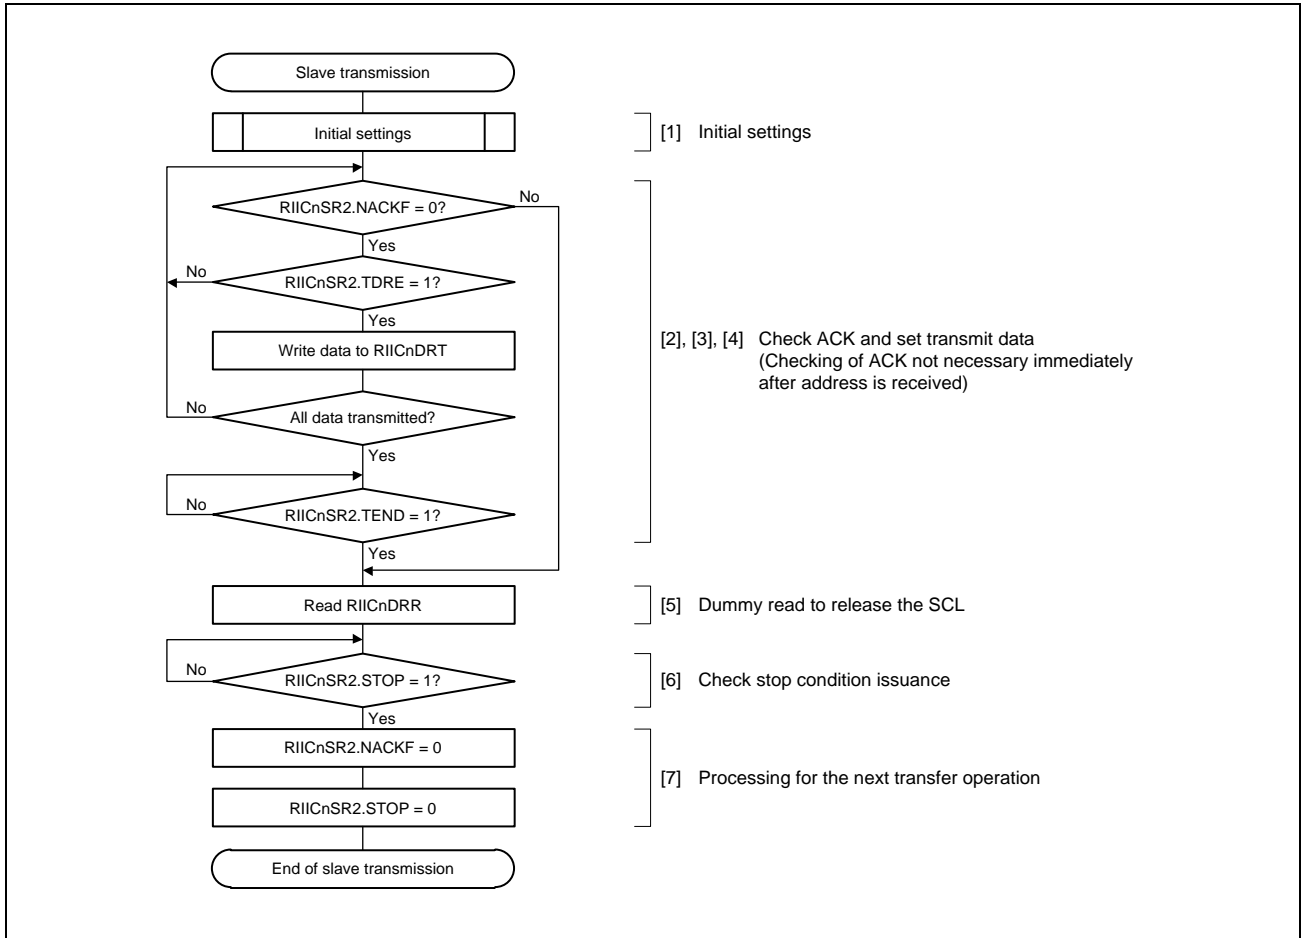 Slave transmission
Initial settings
[1] Initial settings
RIICnSR2.NACKF = 0?
No
Yes
RIICnSR2.TDRE = 1?
No
Yes
Write data to RIICnDRT
[2], [3], [4] Check ACK and set transmit data
(Checking of ACK not necessary immediately
after address is received)
All data transmitted?
No
Yes
RIICnSR2.TEND = 1?
No
Yes
Read RIICnDRR
[5] Dummy read to release the SCL
RIICnSR2.STOP = 1?
No
Yes
[6] Check stop condition issuance
RIICnSR2.NACKF = 0
[7] Processing for the next transfer operation
RIICnSR2.STOP = 0
End of slave transmission